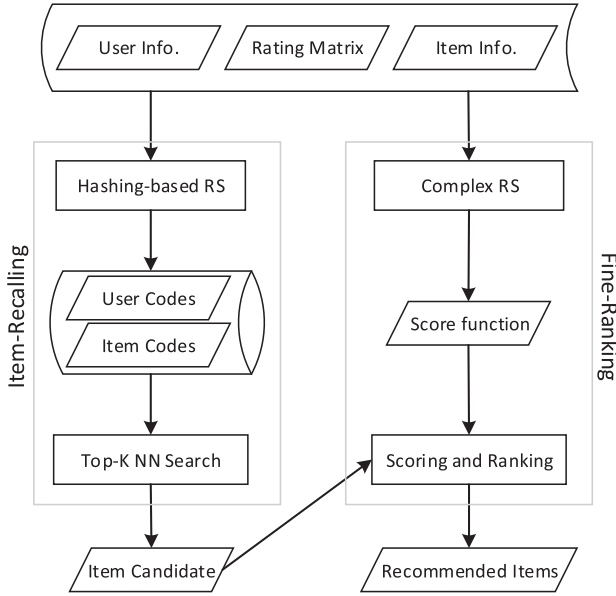 User Info.
Rating Matrix
Item Info.
Item-Recalling
Hashing-based RS
User Codes
Item Codes
Top-K NN Search
Item Candidate
Complex RS
Score function
Scoring and Ranking
Recommended Items
Fine-Ranking